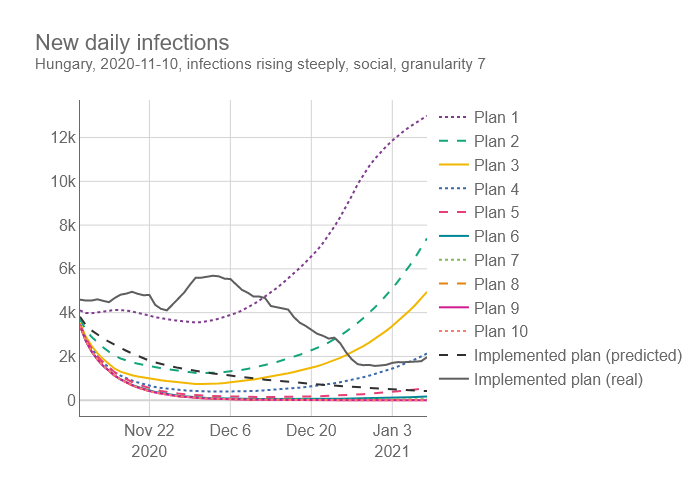 New daily infections
Hungary, 2020-11-10, infections rising steeply, social, granularity 7
12k
10k
8k
6k
4k
2k
0
Nov 22
2020
Dec 6
Dec 20
Jan 3
2021
Plan 1
Plan 2
Plan 3
Plan 4
Plan 5
Plan 6
Plan 7
Plan 8
Plan 9
Plan 10
Implemented plan (predicted)
Implemented plan (real)